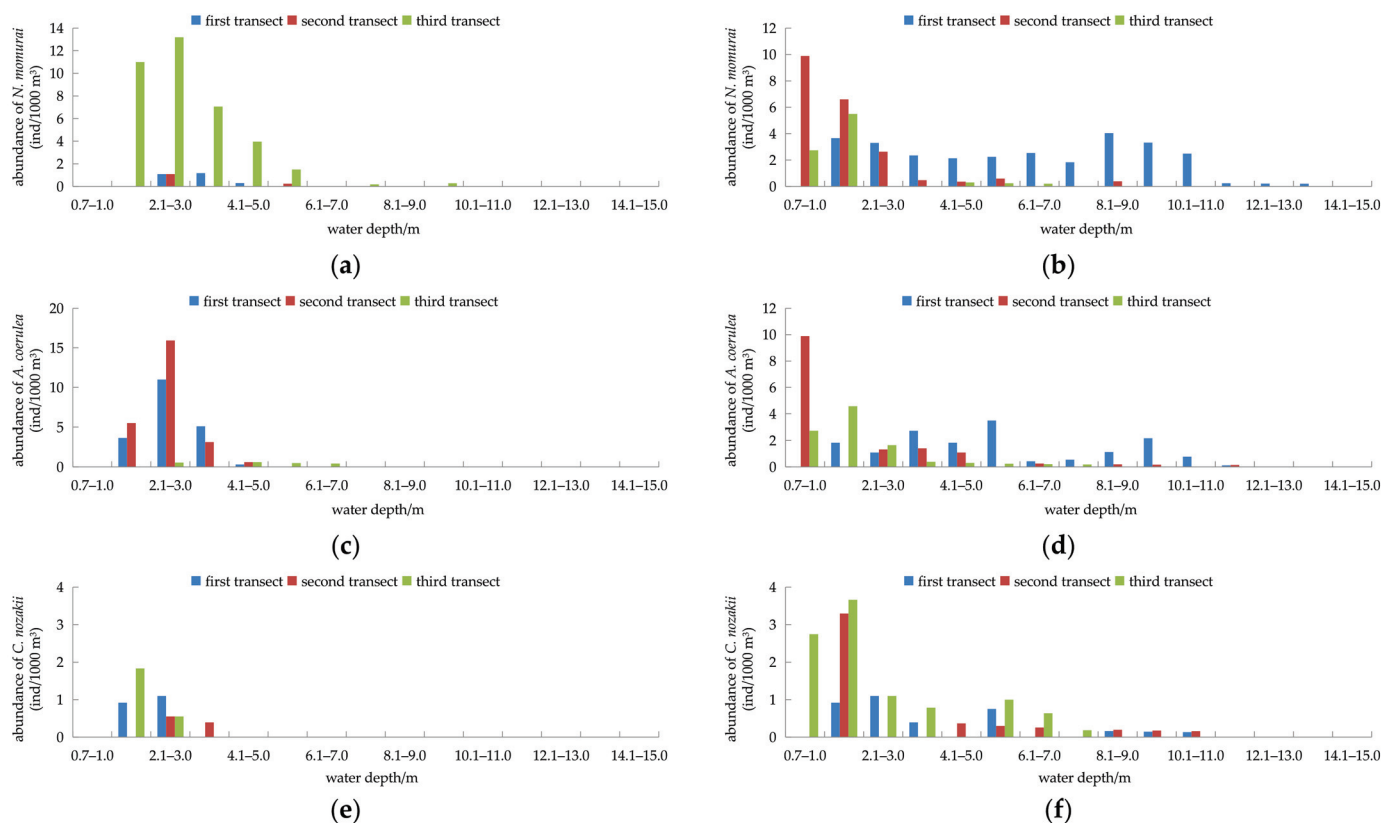 first transect second transect third transect
abundance of N. momurai
(ind/1000 m³)
14
12
10
8
6
4
2
0
0.7–1.0 2.1–3.0 4.1–5.0 6.1–7.0 8.1–9.0 10.1–11.0 12.1–13.0 14.1–15.0
water depth/m
(a)
first transect second transect third transect
abundance of N. momurai
(ind/1000 m³)
12
10
8
6
4
2
0
0.7–1.0 2.1–3.0 4.1–5.0 6.1–7.0 8.1–9.0 10.1–11.0 12.1–13.0 14.1–15.0
water depth/m
(b)
first transect second transect third transect
abundance of A. coerulea
(ind/1000 m³)
20
15
10
5
0
0.7–1.0 2.1–3.0 4.1–5.0 6.1–7.0 8.1–9.0 10.1–11.0 12.1–13.0 14.1–15.0
water depth/m
(c)
first transect second transect third transect
abundance of A. coerulea
(ind/1000 m³)
12
10
8
6
4
2
0
0.7–1.0 2.1–3.0 4.1–5.0 6.1–7.0 8.1–9.0 10.1–11.0 12.1–13.0 14.1–15.0
water depth/m
(d)
first transect second transect third transect
abundance of C. nozakii
(ind/1000 m³)
4
3
2
1
0
0.7–1.0 2.1–3.0 4.1–5.0 6.1–7.0 8.1–9.0 10.1–11.0 12.1–13.0 14.1–15.0
water depth/m
(e)
first transect second transect third transect
abundance of C. nozakii
(ind/1000 m³)
4
3
2
1
0
0.7–1.0 2.1–3.0 4.1–5.0 6.1–7.0 8.1–9.0 10.1–11.0 12.1–13.0 14.1–15.0
water depth/m
(f)